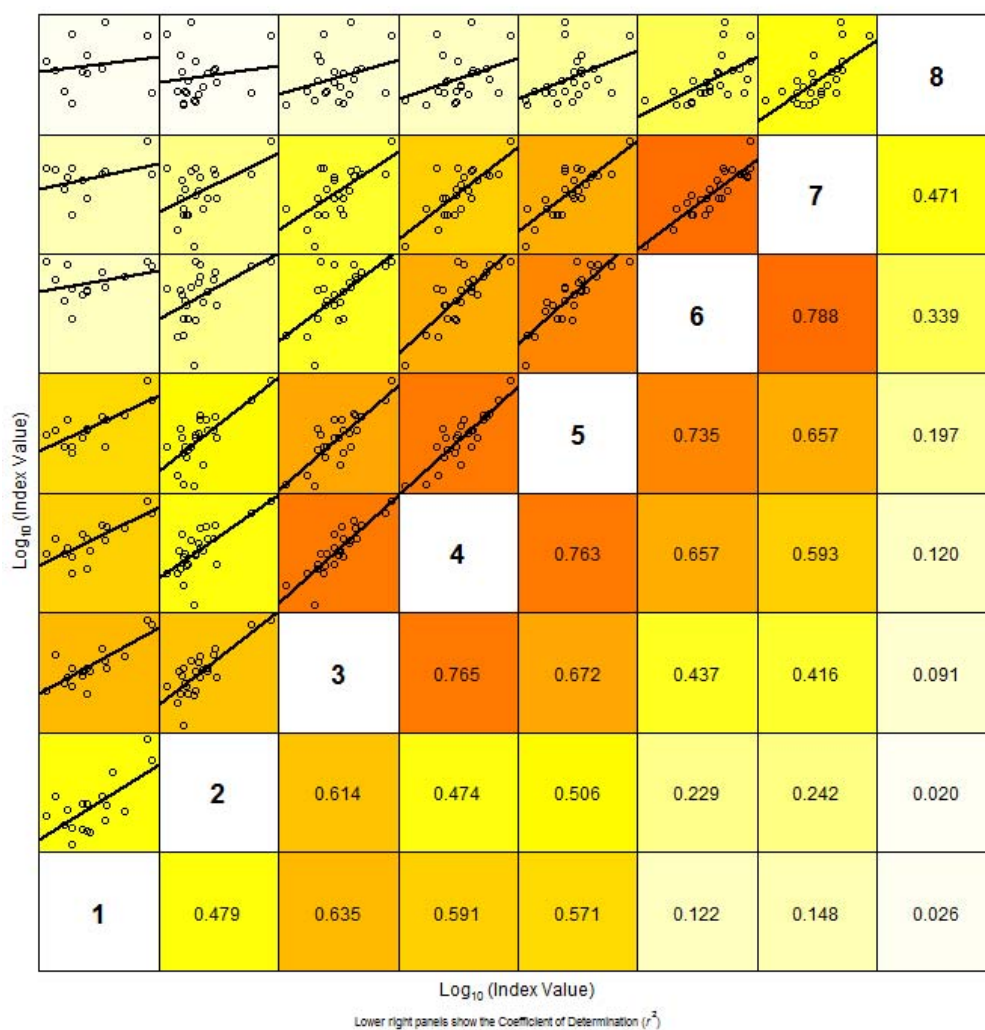 8
7 0.471
6 0.788 0.339
5 0.735 0.657 0.197
4 0.763 0.657 0.593 0.120
3 0.765 0.672 0.437 0.416 0.091
2 0.614 0.474 0.506 0.229 0.242 0.020
1 0.479 0.635 0.591 0.571 0.122 0.148 0.026
Log₁₀ (Index Value)
Log₁₀ (Index Value)
Lower right panels show the Coefficient of Determination (r²)